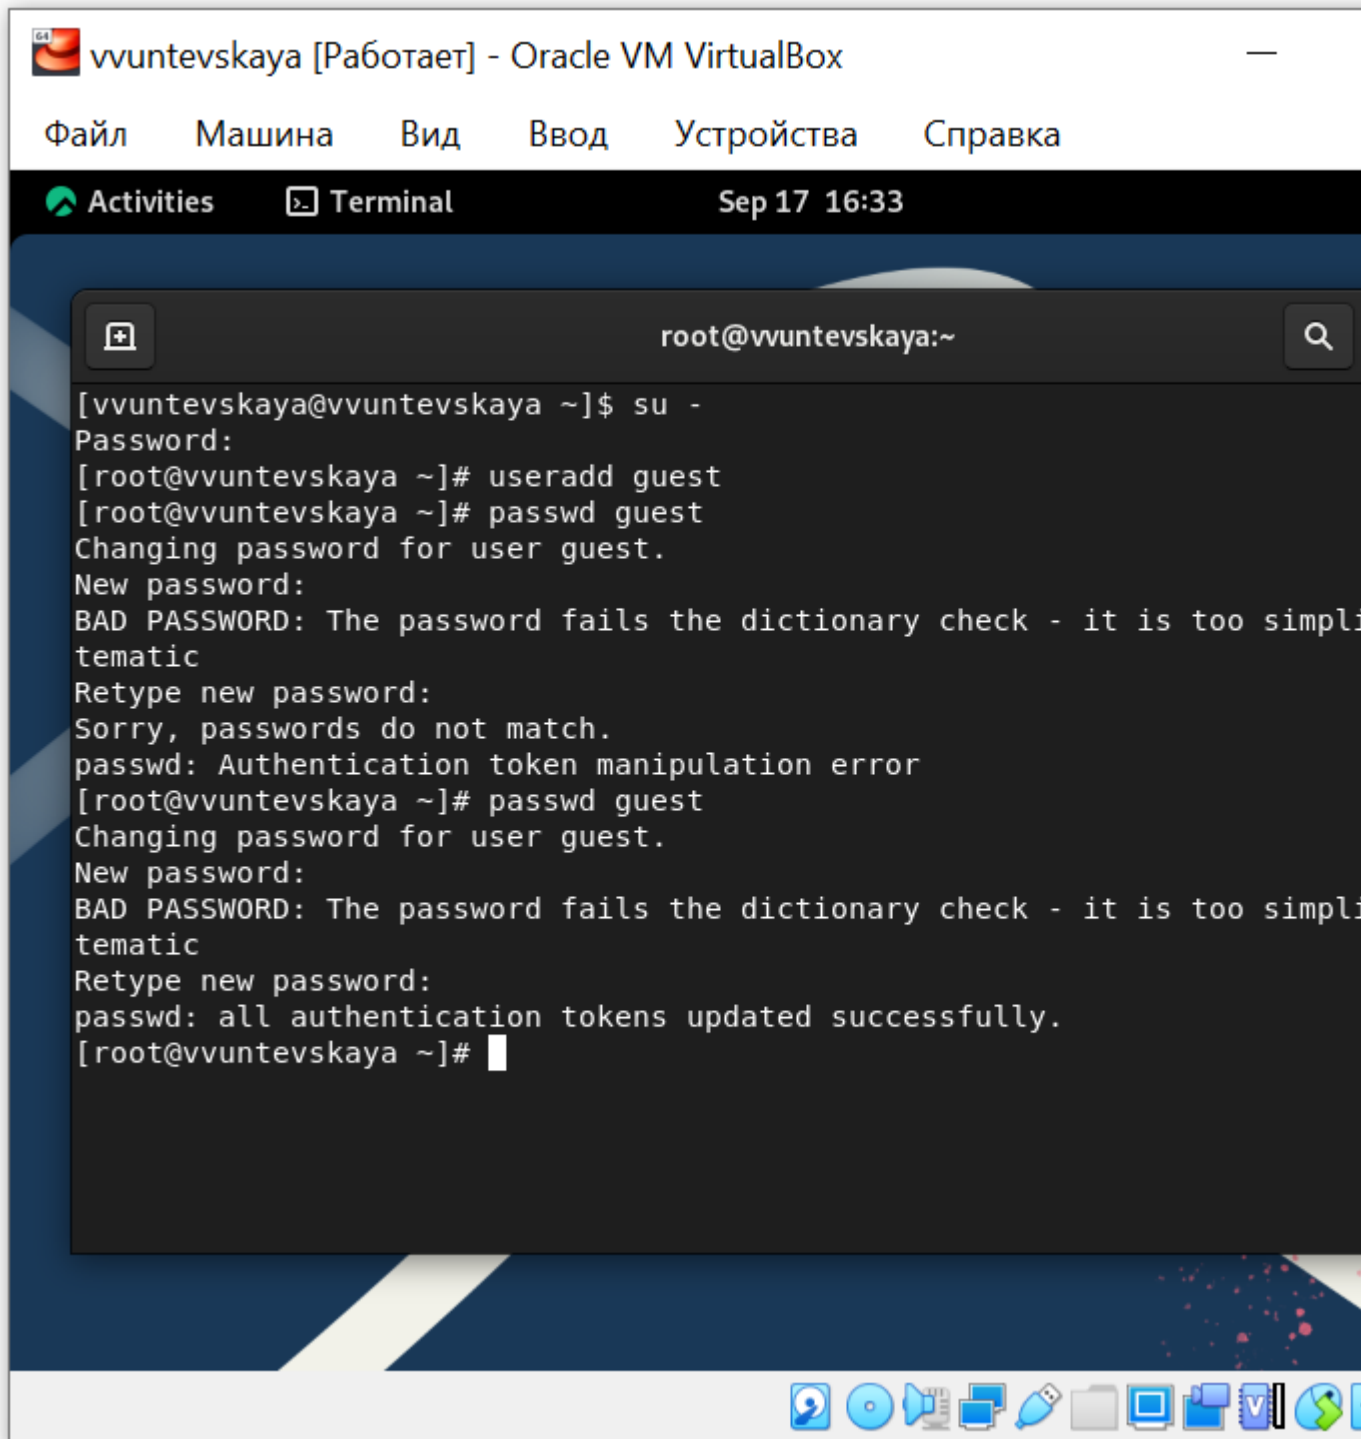 64
vvuntevskaya [Работает] - Oracle VM VirtualBox
Файл Машина Вид Ввод Устройства Справка
Activities Terminal Sep 17 16:33
root@vvuntevskaya:~
[vvuntevskaya@vvuntevskaya ~]$ su -
Password:
[root@vvuntevskaya ~]# useradd guest
[root@vvuntevskaya ~]# passwd guest
Changing password for user guest.
New password:
BAD PASSWORD: The password fails the dictionary check - it is too simpli
tematic
Retype new password:
Sorry, passwords do not match.
passwd: Authentication token manipulation error
[root@vvuntevskaya ~]# passwd guest
Changing password for user guest.
New password:
BAD PASSWORD: The password fails the dictionary check - it is too simpli
tematic
Retype new password:
passwd: all authentication tokens updated successfully.
[root@vvuntevskaya ~]#
V